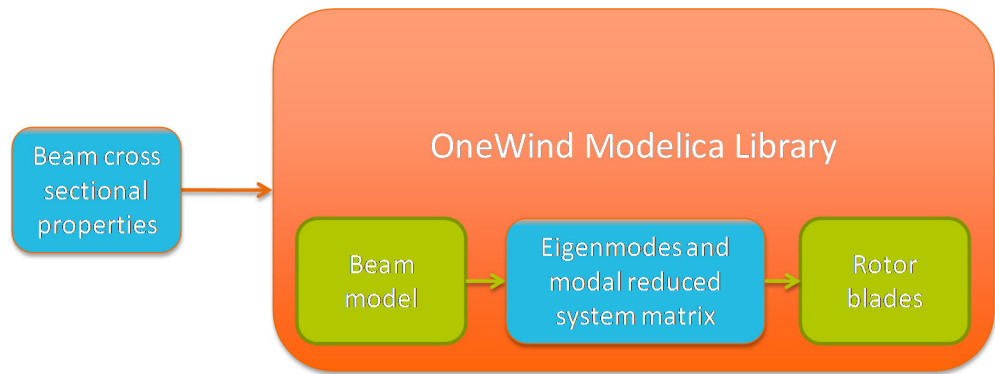 OneWind Modelica Library
Beam cross
sectional
properties
Beam
model
Eigenmodes and
modal reduced
system matrix
Rotor
blades